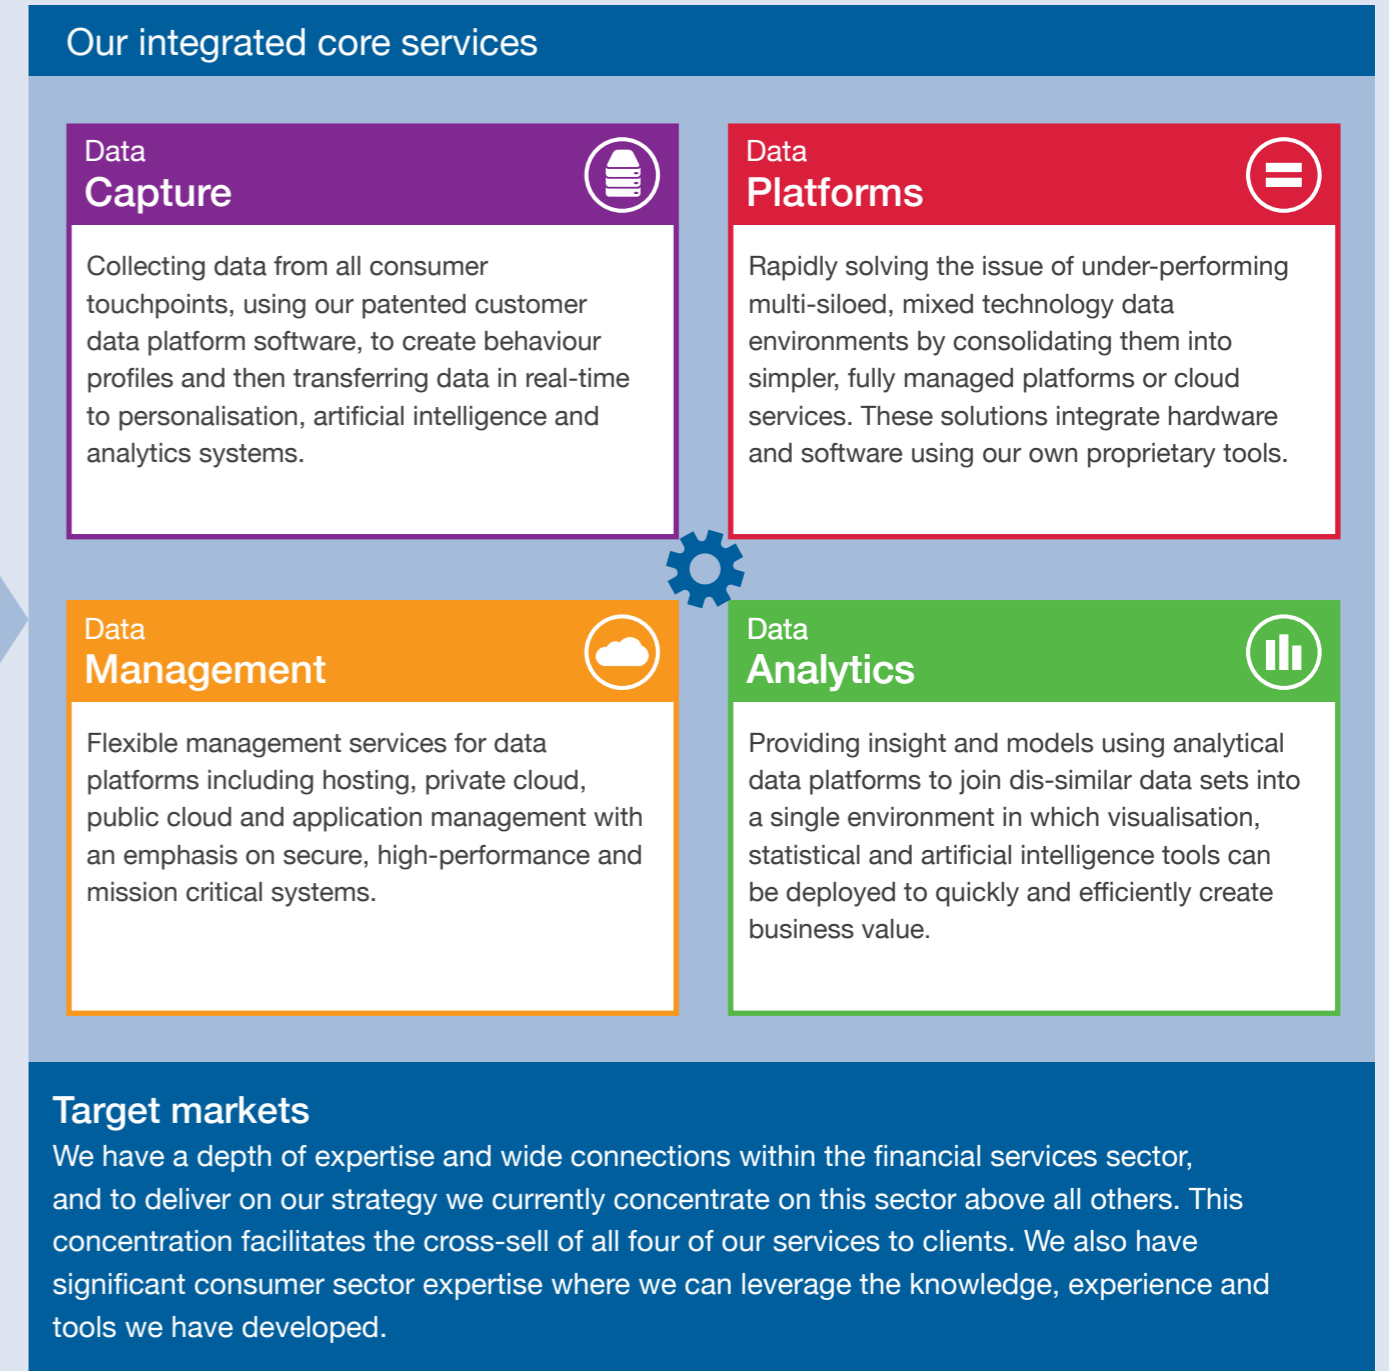 Our integrated core services
Data
Capture
Collecting data from all consumer
touchpoints, using our patented customer
data platform software, to create behaviour
profiles and then transferring data in real-time
to personalisation, artificial intelligence and
analytics systems.
Data
Platforms
Rapidly solving the issue of under-performing
multi-siloed, mixed technology data
environments by consolidating them into
simpler, fully managed platforms or cloud
services. These solutions integrate hardware
and software using our own proprietary tools.
Data
Management
Flexible management services for data
platforms including hosting, private cloud,
public cloud and application management with
an emphasis on secure, high-performance and
mission critical systems.
Data
Analytics
Providing insight and models using analytical
data platforms to join dis-similar data sets into
a single environment in which visualisation,
statistical and artificial intelligence tools can
be deployed to quickly and efficiently create
business value.
Target markets
We have a depth of expertise and wide connections within the financial services sector,
and to deliver on our strategy we currently concentrate on this sector above all others. This
concentration facilitates the cross-sell of all four of our services to clients. We also have
significant consumer sector expertise where we can leverage the knowledge, experience and
tools we have developed.